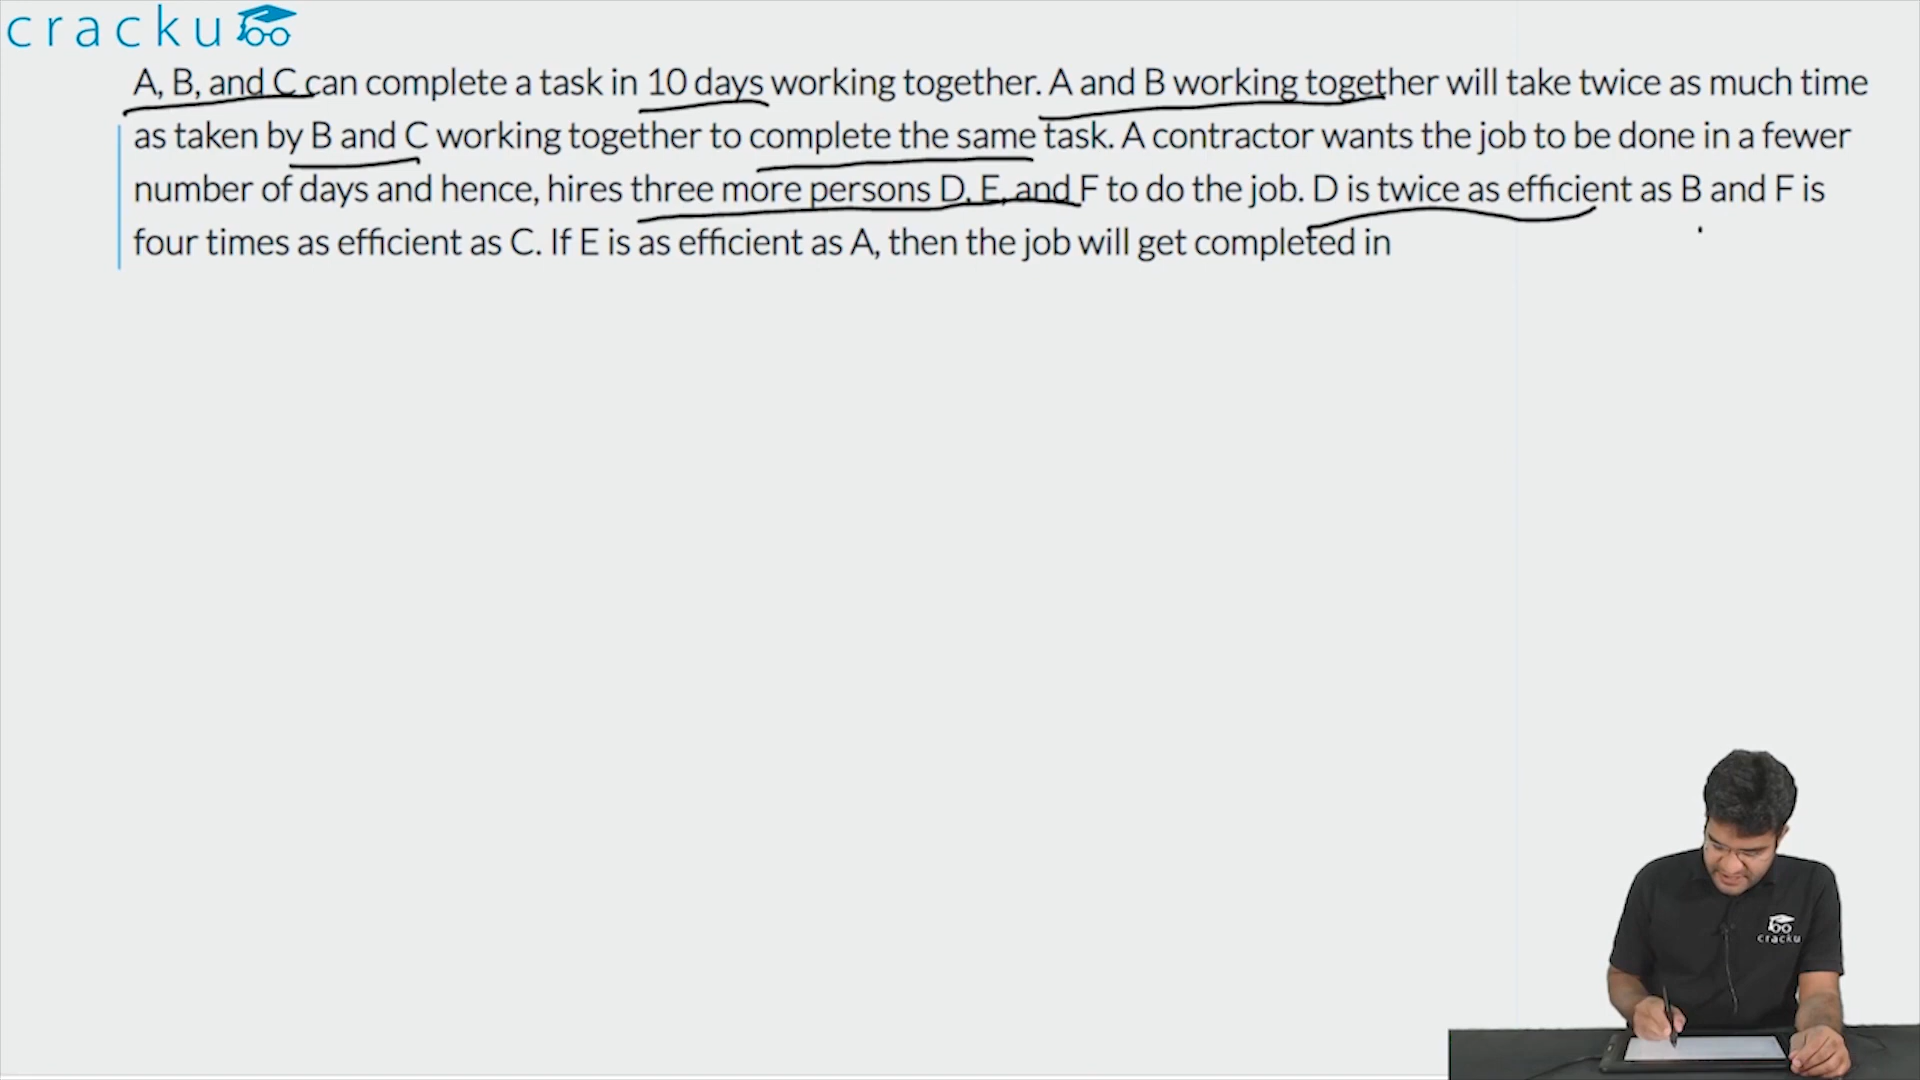 cracku
A, B, and C can complete a task in 10 days working together. A and B working together will take twice as much time
as taken by B and C working together to complete the same task. A contractor wants the job to be done in a fewer
number of days and hence, hires three more persons D, E, and F to do the job. D is twice as efficient as B and F is
four times as efficient as C. If E is as efficient as A, then the job will get completed in
cracku